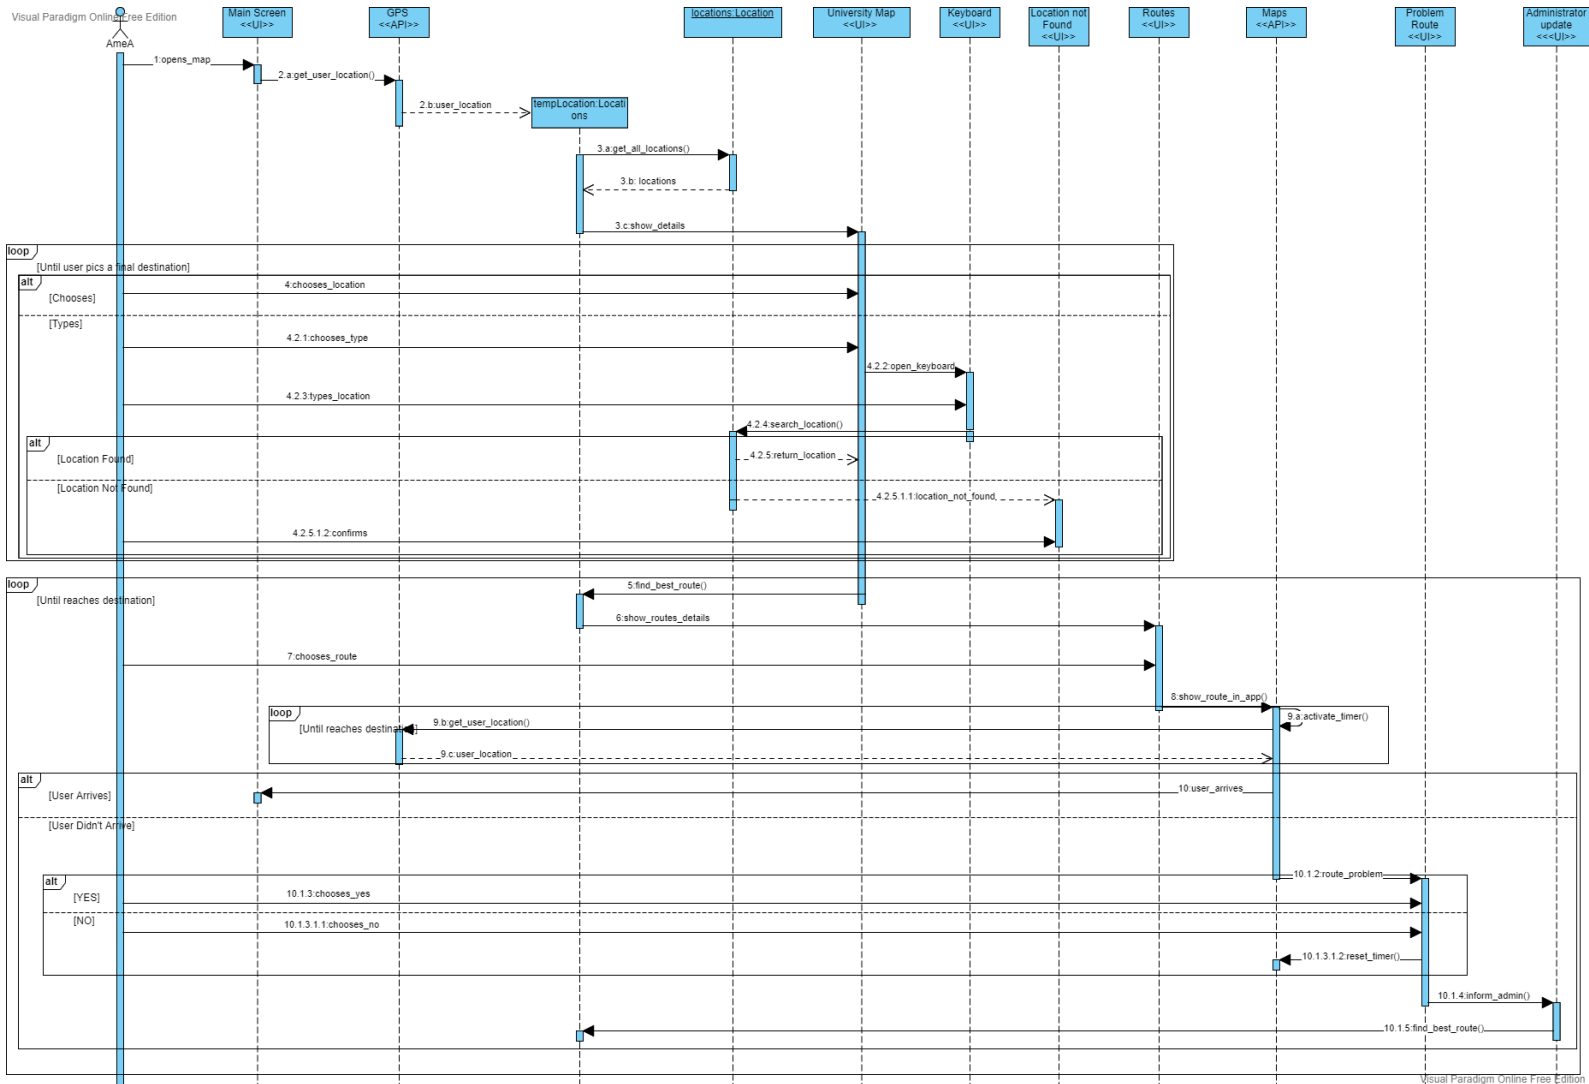 Visual Paradigm Online Free Edition
AmeA
Main Screen
<<UI>>
GPS
<<API>>
locations:Location
University Map
<<UI>>
Keyboard
<<UI>>
Location not
Found
<<UI>>
Routes
<<UI>>
Maps
<<API>>
Problem
Route
<<UI>>
Administrator
update
<<<UI>>
1:opens_map
2.a:get_user_location()
2.b:user_location
tempLocation:Locati
ons
3.a:get_all_locations()
3.b: locations
3.c:show_details
loop
[Until user pics a final destination]
alt
4:chooses_location
[Chooses]
[Types]
4.2.1:chooses_type
4.2.2:open_keyboard
4.2.3:types_location
4.2.4:search_location()
alt
[Location Found]
4.2.5:return_location
[Location Not Found]
4.2.5.1.1:location_not_found
4.2.5.1.2:confirms
loop
5:find_best_route()
[Until reaches destination]
6:show_routes_details
7:chooses_route
8:show_route_in_app()
loop
9.a:activate_timer()
9.b:get_user_location()
[Until reaches destination]
9.c:user_location
alt
10:user_arrives
[User Arrives]
[User Didn't Arrive]
10.1.2:route_problem
alt
10.1.3:chooses_yes
[YES]
[NO]
10.1.3.1.1:chooses_no
10.1.3.1.2:reset_timer()
10.1.4:inform_admin()
10.1.5:find_best_route()
Visual Paradigm Online Free Edition